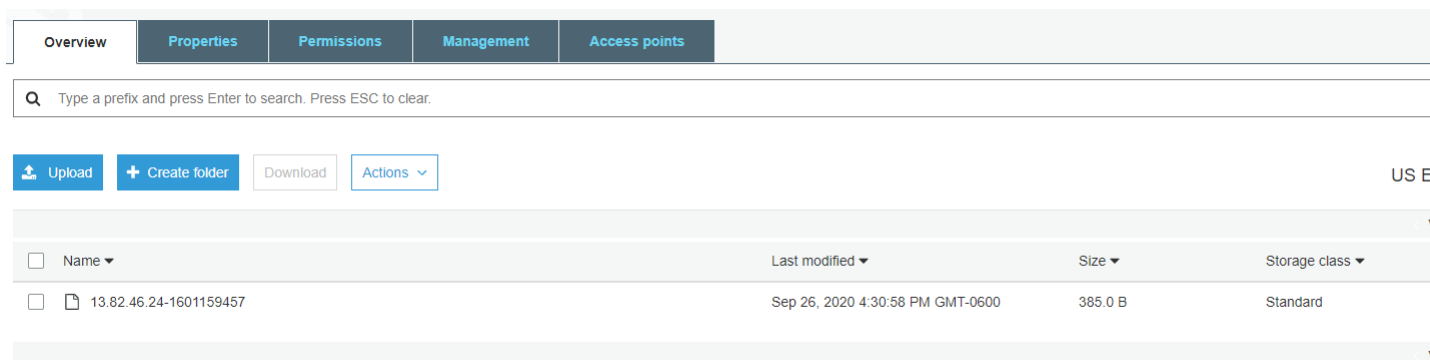 Overview Properties Permissions Management Access points
Type a prefix and press Enter to search. Press ESC to clear.
Upload Create folder Download Actions
US E
Name Last modified Size Storage class
13.82.46.24-1601159457 Sep 26, 2020 4:30:58 PM GMT-0600 385.0 B Standard